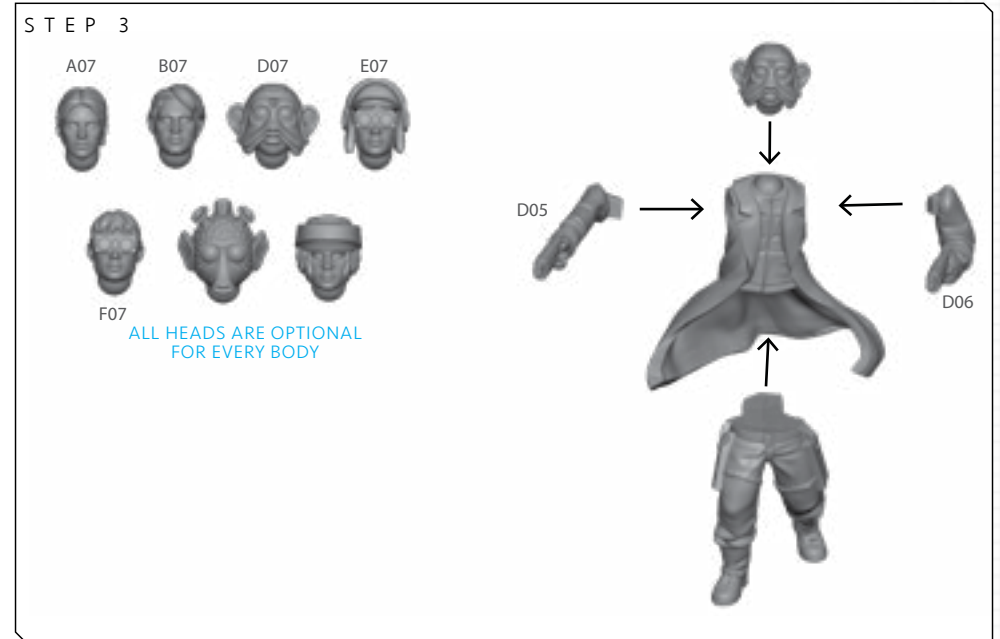 STEP 3
A07
B07
D07
E07
F07
ALL HEADS ARE OPTIONAL
FOR EVERY BODY
D05
D06